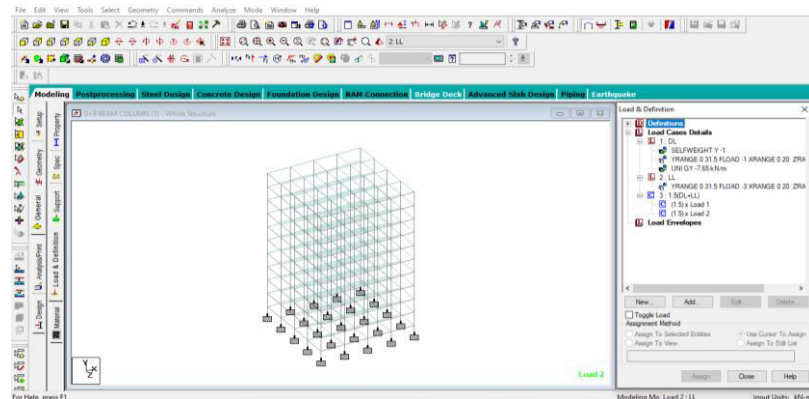 File Edit View Tools Select Geometry Commands Analyze Mode Window Help
2 LL
Modeling Postprocessing Steel Design Concrete Design Foundation Design RAM Connection Bridge Deck Advanced Slab Design Piping Earthquake
G+9 BEAM COLUMN (1) - Whole Structure
Setup
Geometry
General
Analysis/Print
Design
Property
Spec
Support
Load & Definition
Material
Load 2
Load & Definition
Definitions
Load Cases Details
1 : DL
SELFWEIGHT Y -1
YRANGE 0 31.5 FLOAD -1 XRANGE 0 20 ZRA
UNI GY -7.65 kN/m
2 : LL
YRANGE 0 31.5 FLOAD -3 XRANGE 0 20 ZRA
3 : 1.5(DL+LL)
(1.5) x Load 1
(1.5) x Load 2
Load Envelopes
New... Add... Edit... Delete
Toggle Load
Assignment Method
Assign To Selected Entities Use Cursor To Assign
Assign To View Assign To Edit List
Assign Close Help
For Help, press F1 Modeling Mo Load 2 : LL Input Units: